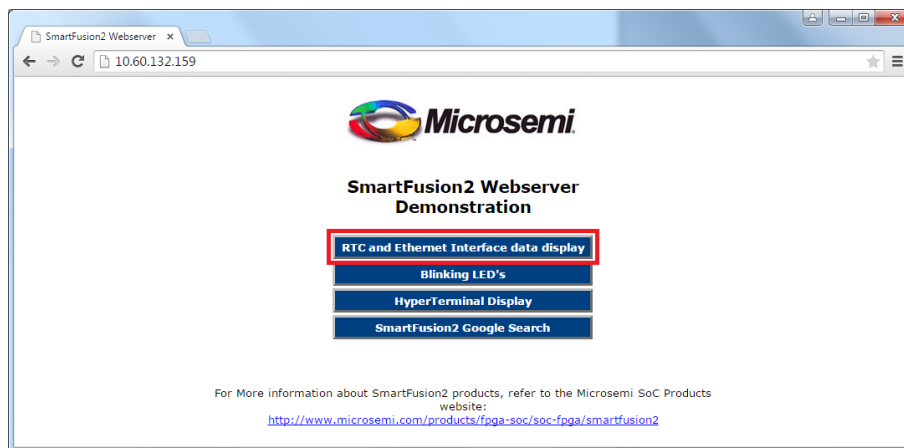 SmartFusion2 Webserver
10.60.132.159
Microsemi.
SmartFusion2 Webserver
Demonstration
RTC and Ethernet Interface data display
Blinking LED's
HyperTerminal Display
SmartFusion2 Google Search
For More information about SmartFusion2 products, refer to the Microsemi SoC Products
website:
http://www.microsemi.com/products/fpga-soc/soc-fpga/smartfusion2